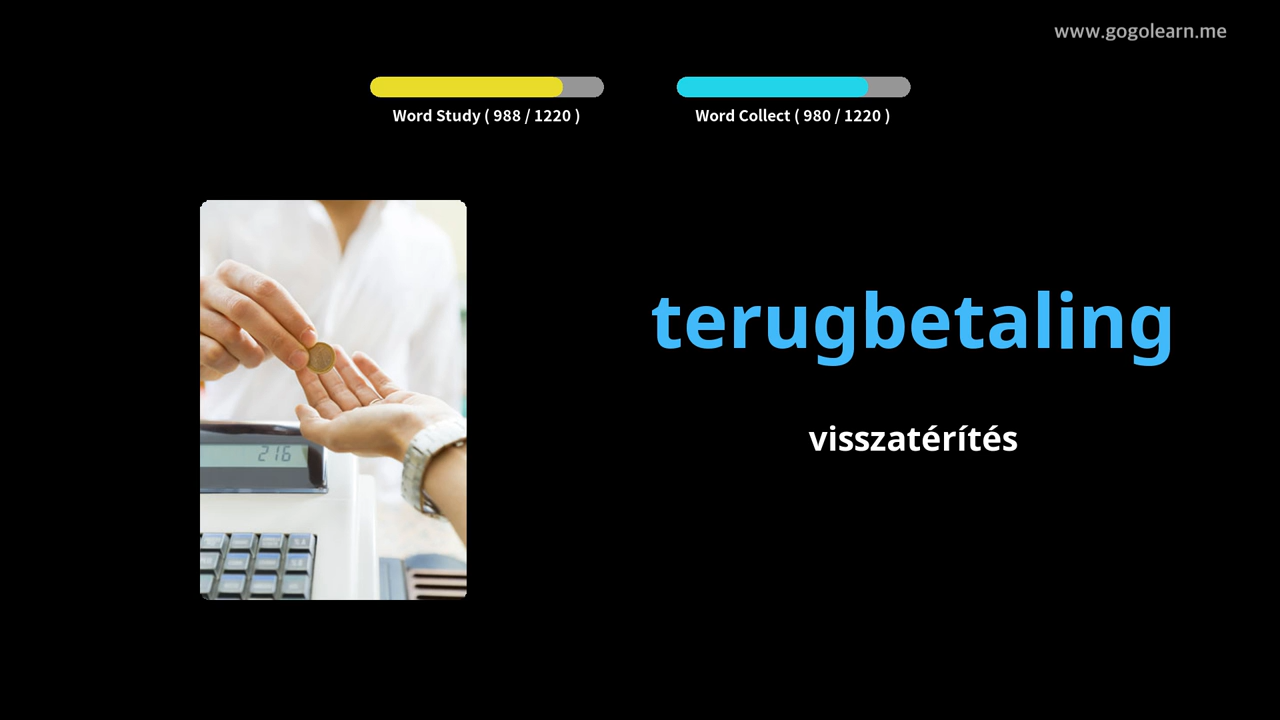 www.gogolearn.me
Word Study ( 988 / 1220 )
Word Collect ( 980 / 1220 )
terugbetaling
visszatérítés
216